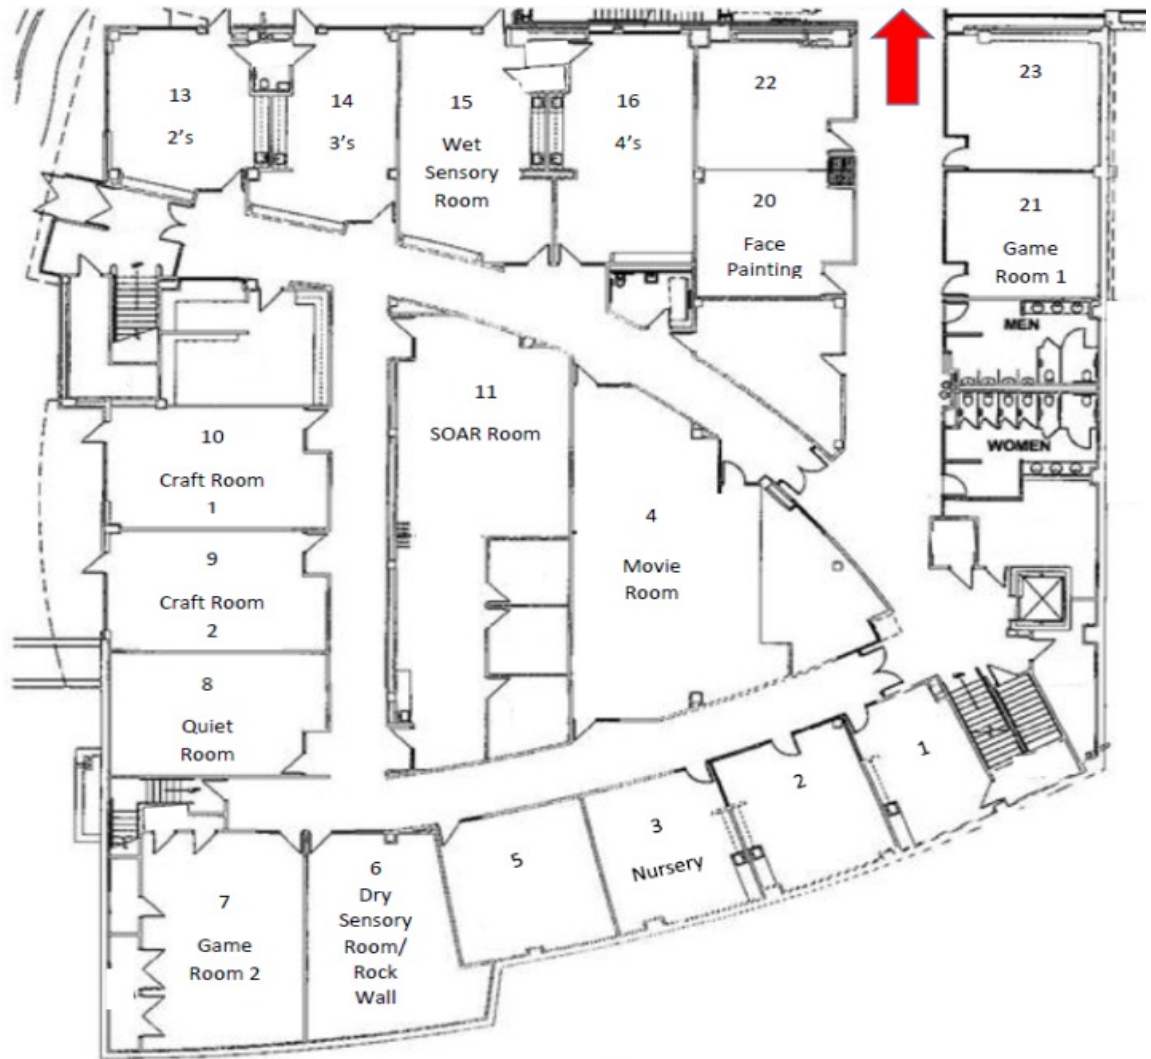 13
2's
14
3's
15
Wet
Sensory
Room
16
4's
22
23
20
Face
Painting
21
Game
Room 1
MEN
WOMEN
11
SOAR Room
10
Craft Room
1
9
Craft Room
2
8
Quiet
Room
4
Movie
Room
1
2
3
Nursery
5
6
Dry
Sensory
Room/
Rock
Wall
7
Game
Room 2